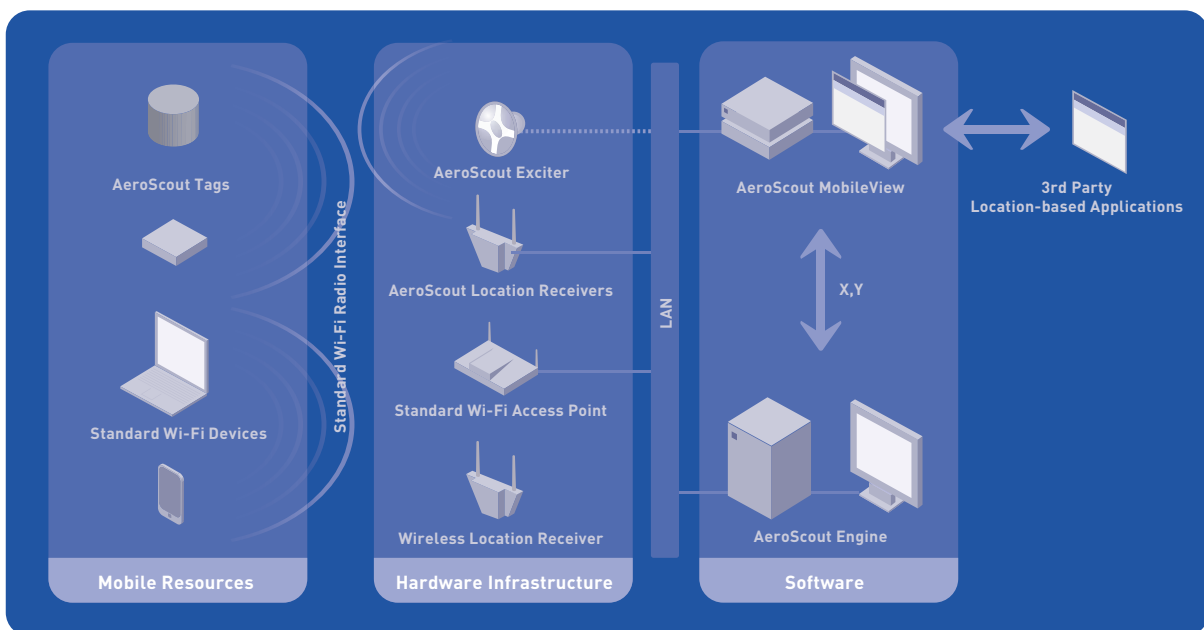 AeroScout Tags
Standard Wi-Fi Devices
Mobile Resources
Standard Wi-Fi Radio Interface
AeroScout Exciter
AeroScout Location Receivers
Standard Wi-Fi Access Point
Wireless Location Receiver
Hardware Infrastructure
LAN
AeroScout MobileView
X,Y
AeroScout Engine
Software
3rd Party
Location-based Applications